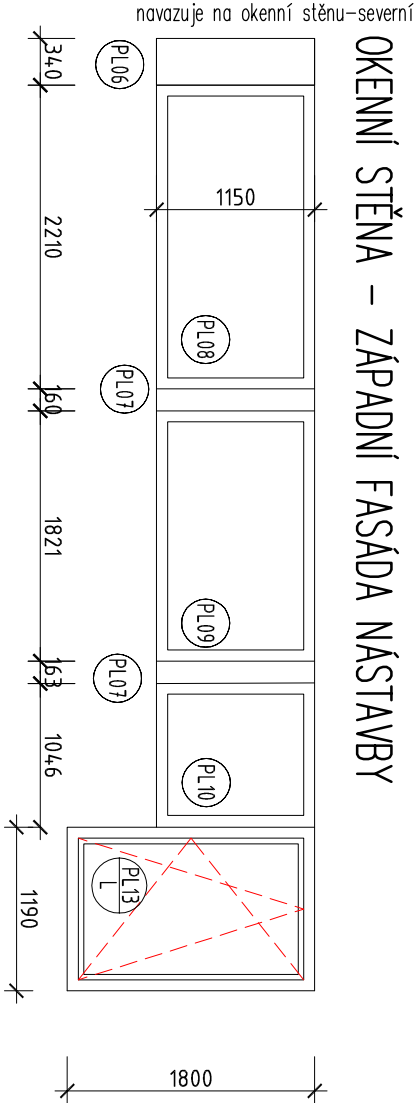 navazuje na okenní stěnu-severní
OKENNÍ STĚNA - ZÁPADNÍ FASÁDA NÁSTAVBY
340
PL06
2210
1150
PL08
160
PL07
1821
PL09
163
PL07
1046
PL10
1190
PL13
L
1800